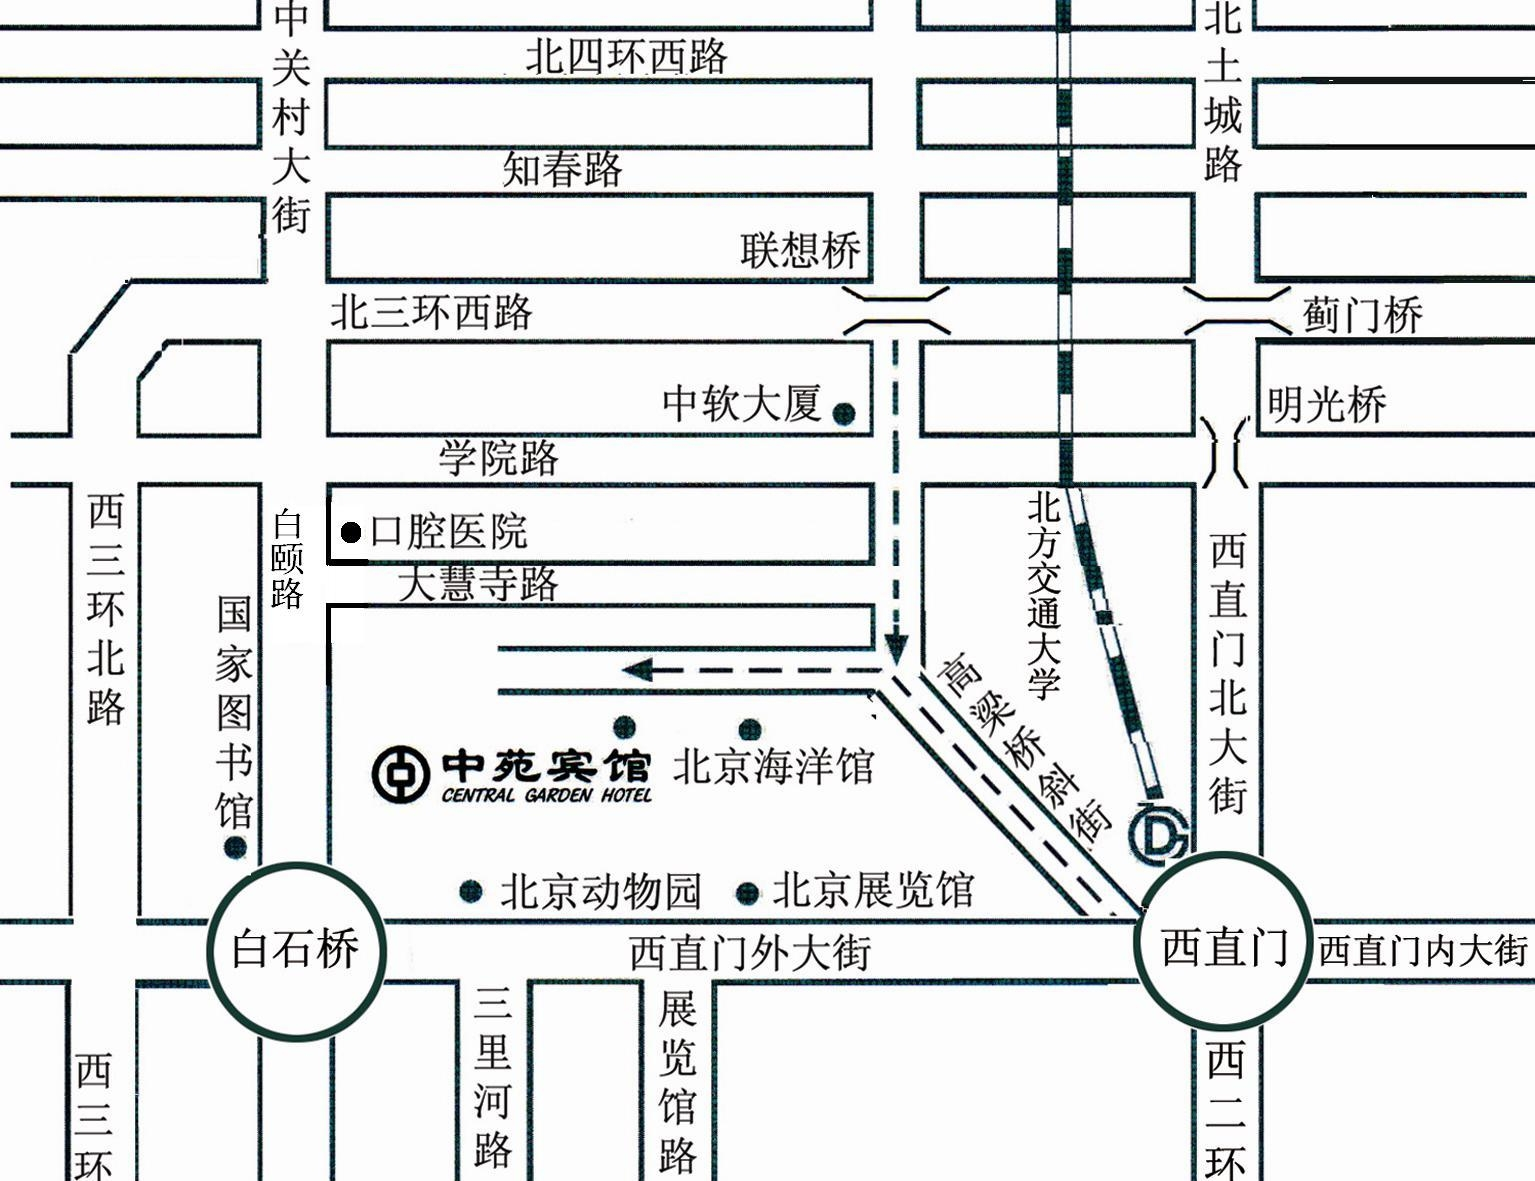 中关村大街
北四环西路
北土城路
知春路
联想桥
北三环西路
蓟门桥
中软大厦
明光桥
学院路
西三环北路
白颐路
口腔医院
大慧寺路
北方交通大学
西直门北大街
国家图书馆
高梁桥斜街
中苑宾馆
CENTRAL GARDEN HOTEL
北京海洋馆
北京动物园
北京展览馆
白石桥
西直门外大街
西直门
西直门内大街
三里河路
展览馆路
西三环
西二环